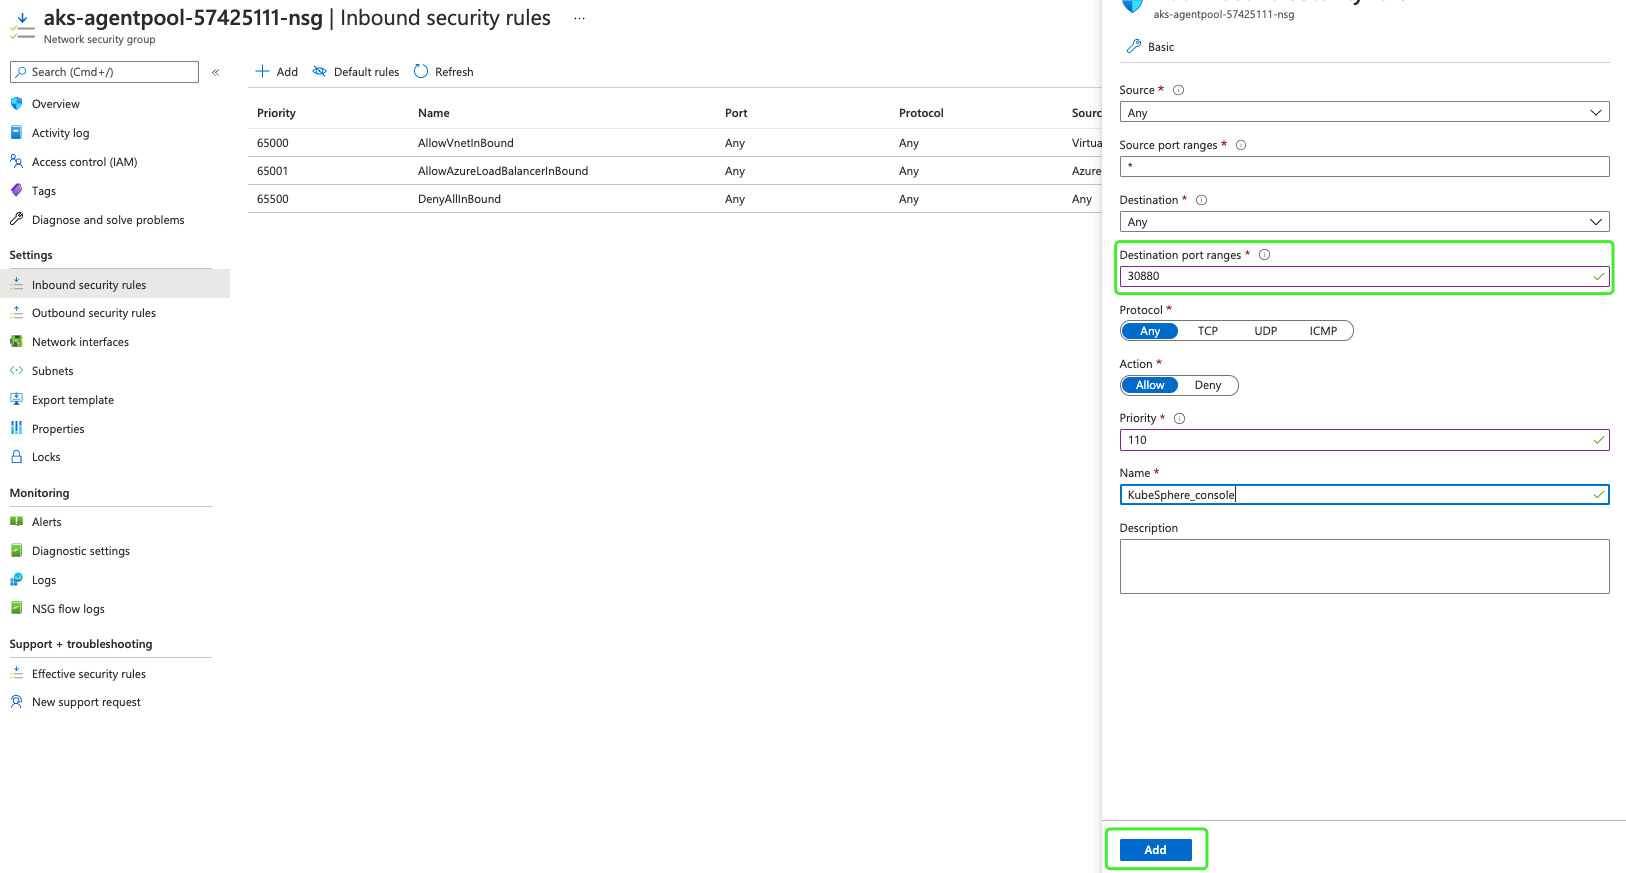 aks-agentpool-57425111-nsg | Inbound security rules ...
Network security group
Search (Cmd+/)
«
Overview
Activity log
Access control (IAM)
Tags
Diagnose and solve problems
Settings
Inbound security rules
Outbound security rules
Network interfaces
Subnets
Export template
Properties
Locks
Monitoring
Alerts
Diagnostic settings
Logs
NSG flow logs
Support + troubleshooting
Effective security rules
New support request
Add Default rules Refresh
Priority Name Port Protocol Sourc
65000 AllowVnetInBound Any Any Virtua
65001 AllowAzureLoadBalancerInBound Any Any Azure
65500 DenyAllInBound Any Any Any
aks-agentpool-57425111-nsg
Basic
Source *
Any
Source port ranges *
*
Destination *
Any
Destination port ranges *
30880
Protocol *
Any TCP UDP ICMP
Action *
Allow Deny
Priority *
110
Name *
KubeSphere_console
Description
Add